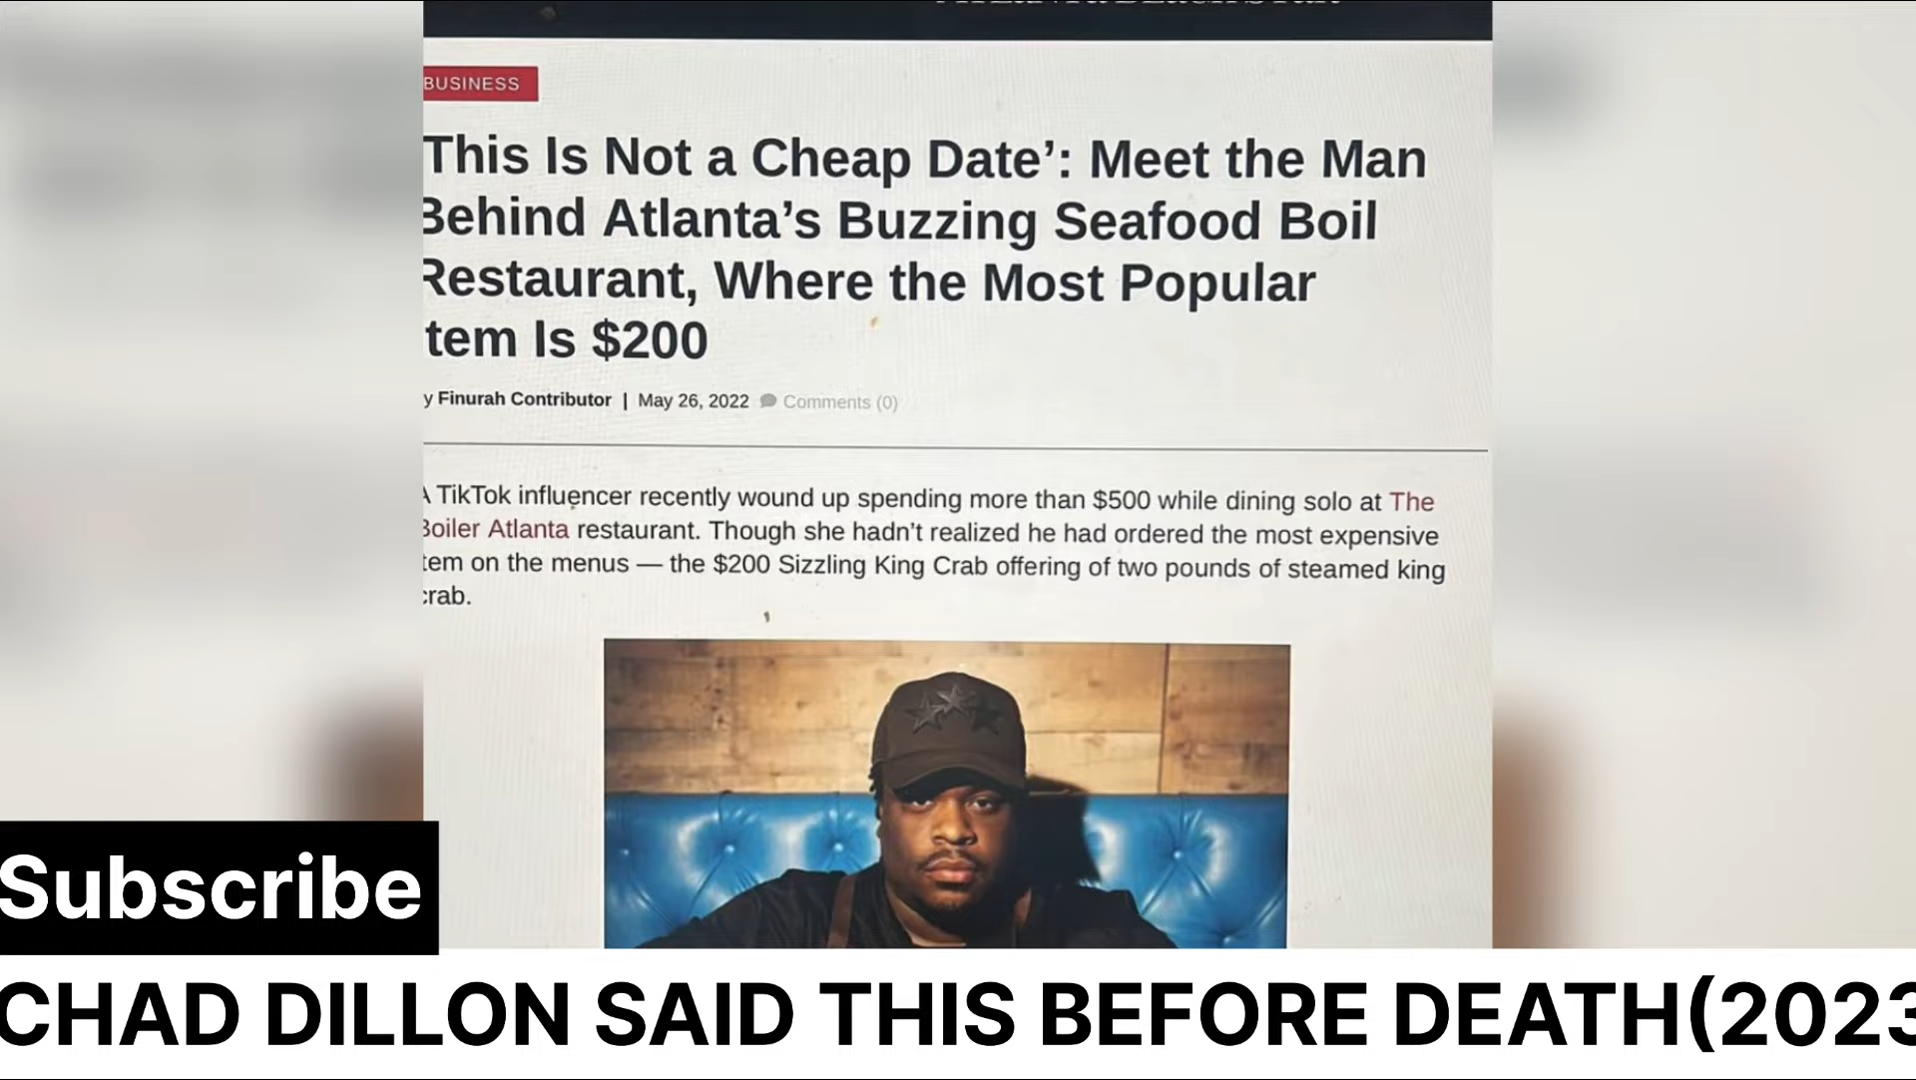 BUSINESS
This Is Not a Cheap Date’: Meet the Man
Behind Atlanta’s Buzzing Seafood Boil
Restaurant, Where the Most Popular
tem Is $200
y Finurah Contributor | May 26, 2022 Comments (0)
A TikTok influencer recently wound up spending more than $500 while dining solo at The
Boiler Atlanta restaurant. Though she hadn’t realized he had ordered the most expensive
tem on the menus — the $200 Sizzling King Crab offering of two pounds of steamed king
crab.
Subscribe
CHAD DILLON SAID THIS BEFORE DEATH(2023